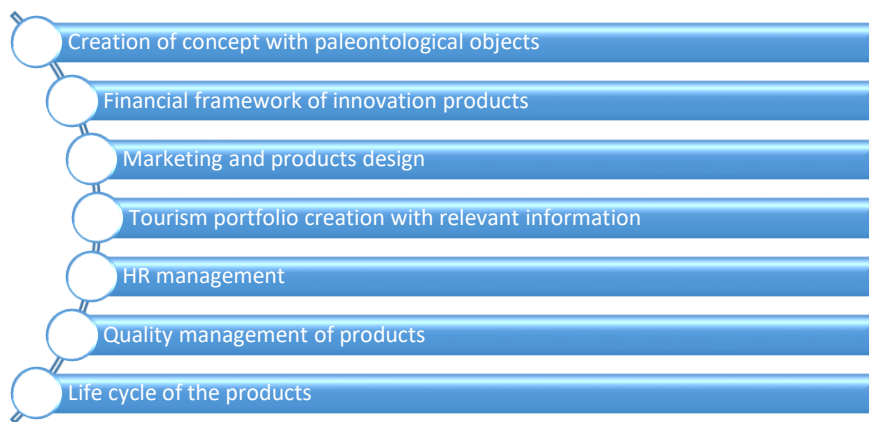 Creation of concept with paleontological objects
Financial framework of innovation products
Marketing and products design
Tourism portfolio creation with relevant information
HR management
Quality management of products
Life cycle of the products